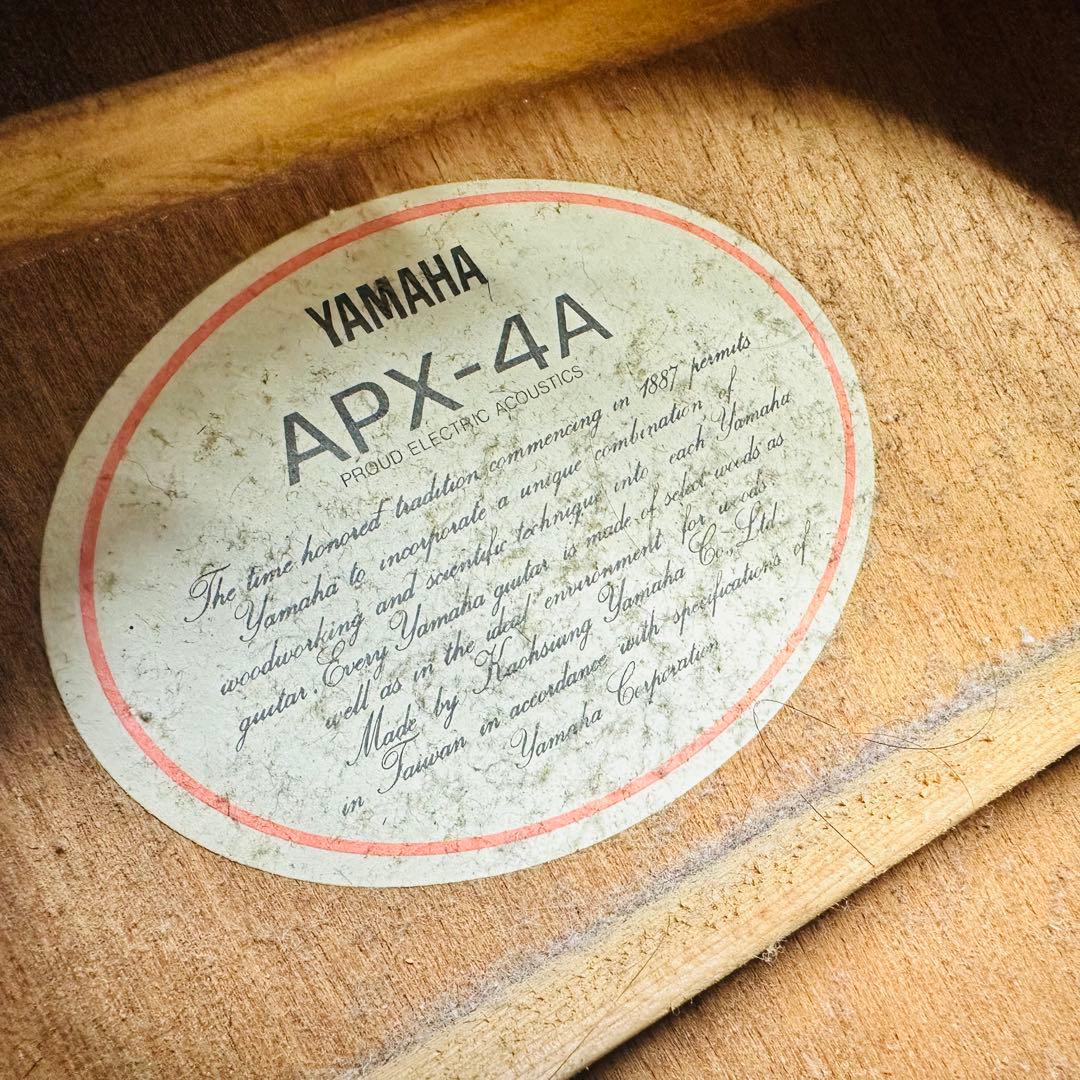 YAMAHA
APX-4A
PROUD ELECTRIC ACOUSTICS
The time honored tradition commencing in 1887 permits
Yamaha to incorporate a unique combination of
woodworking and scientific technique into each Yamaha
guitar. Every Yamaha guitar is made of select woods as
well as in the ideal environment for woods.
Made by Kaohsiung Yamaha Co., Ltd.
in Taiwan in accordance with specifications of
Yamaha Corporation